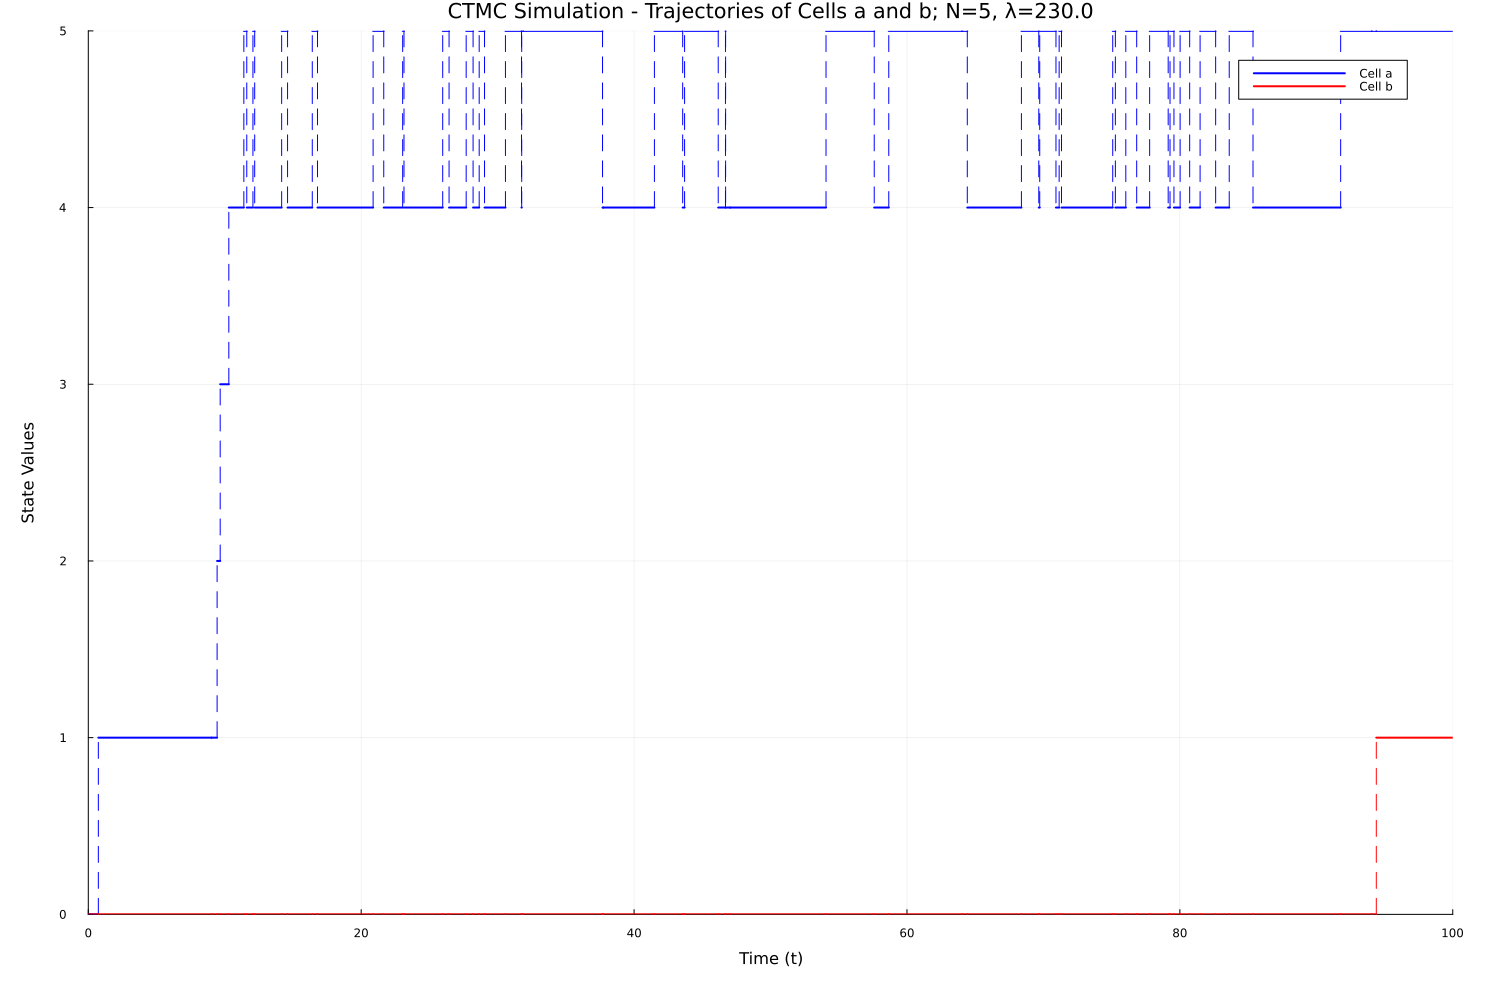 CTMC Simulation - Trajectories of Cells a and b; N=5, λ=230.0
5
Cell a
Cell b
4
State Values
3
2
1
0
0 20 40 60 80 100
Time (t)